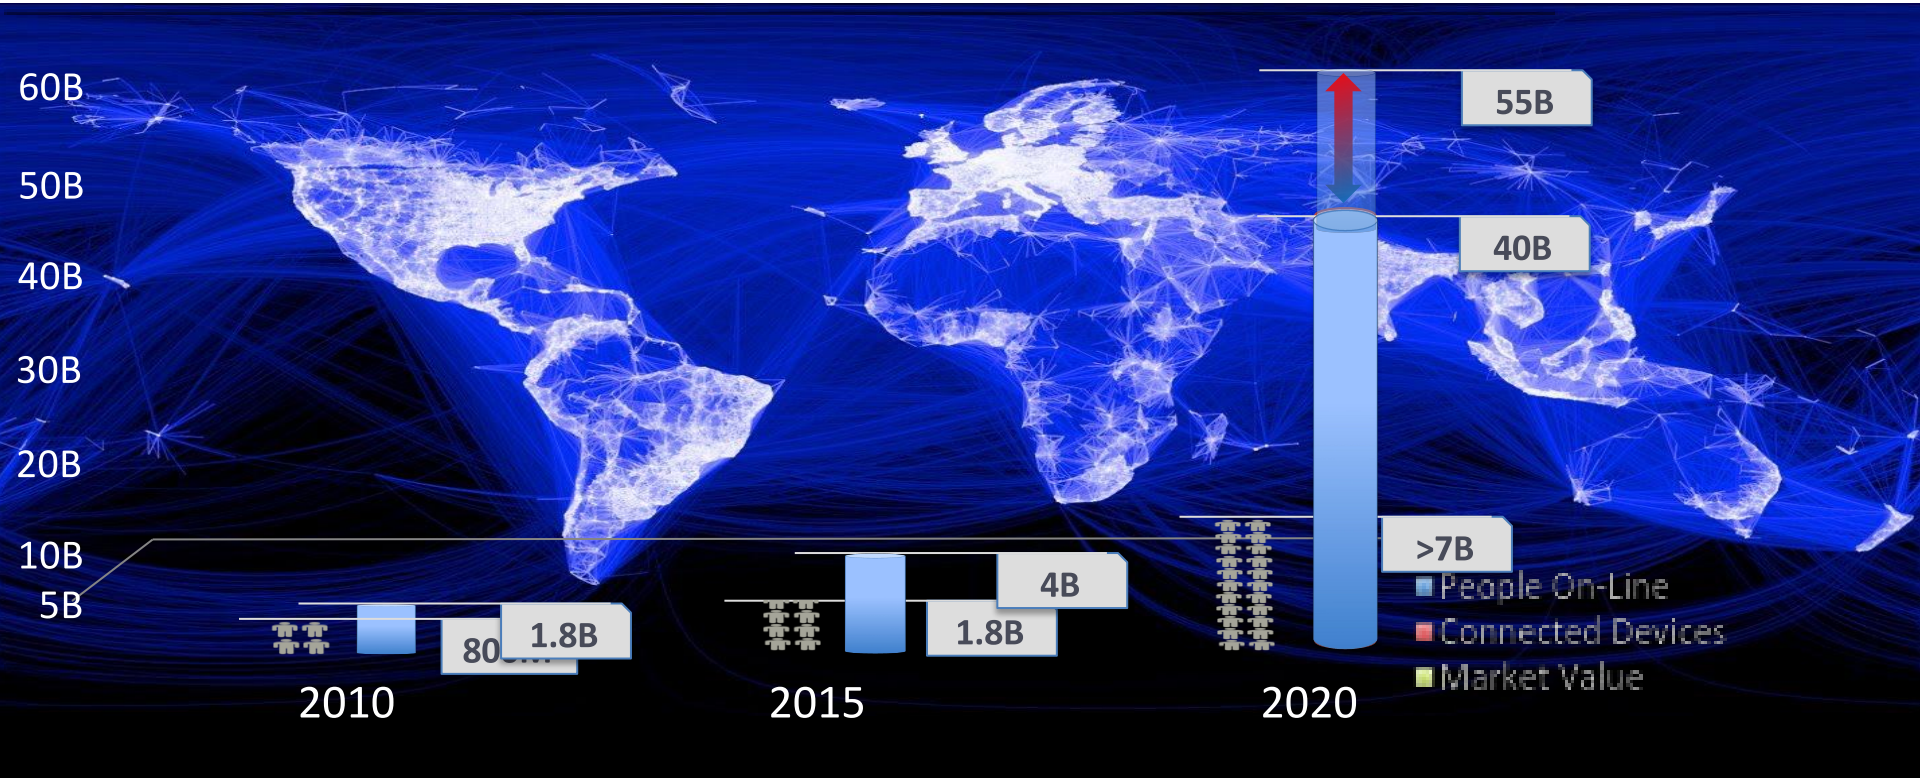 60B
55B
50B
40B
40B
30B
20B
10B
>7B
5B
4B
1.8B
1.8B
People On-Line
Connected Devices
Market Value
2010
2015
2020